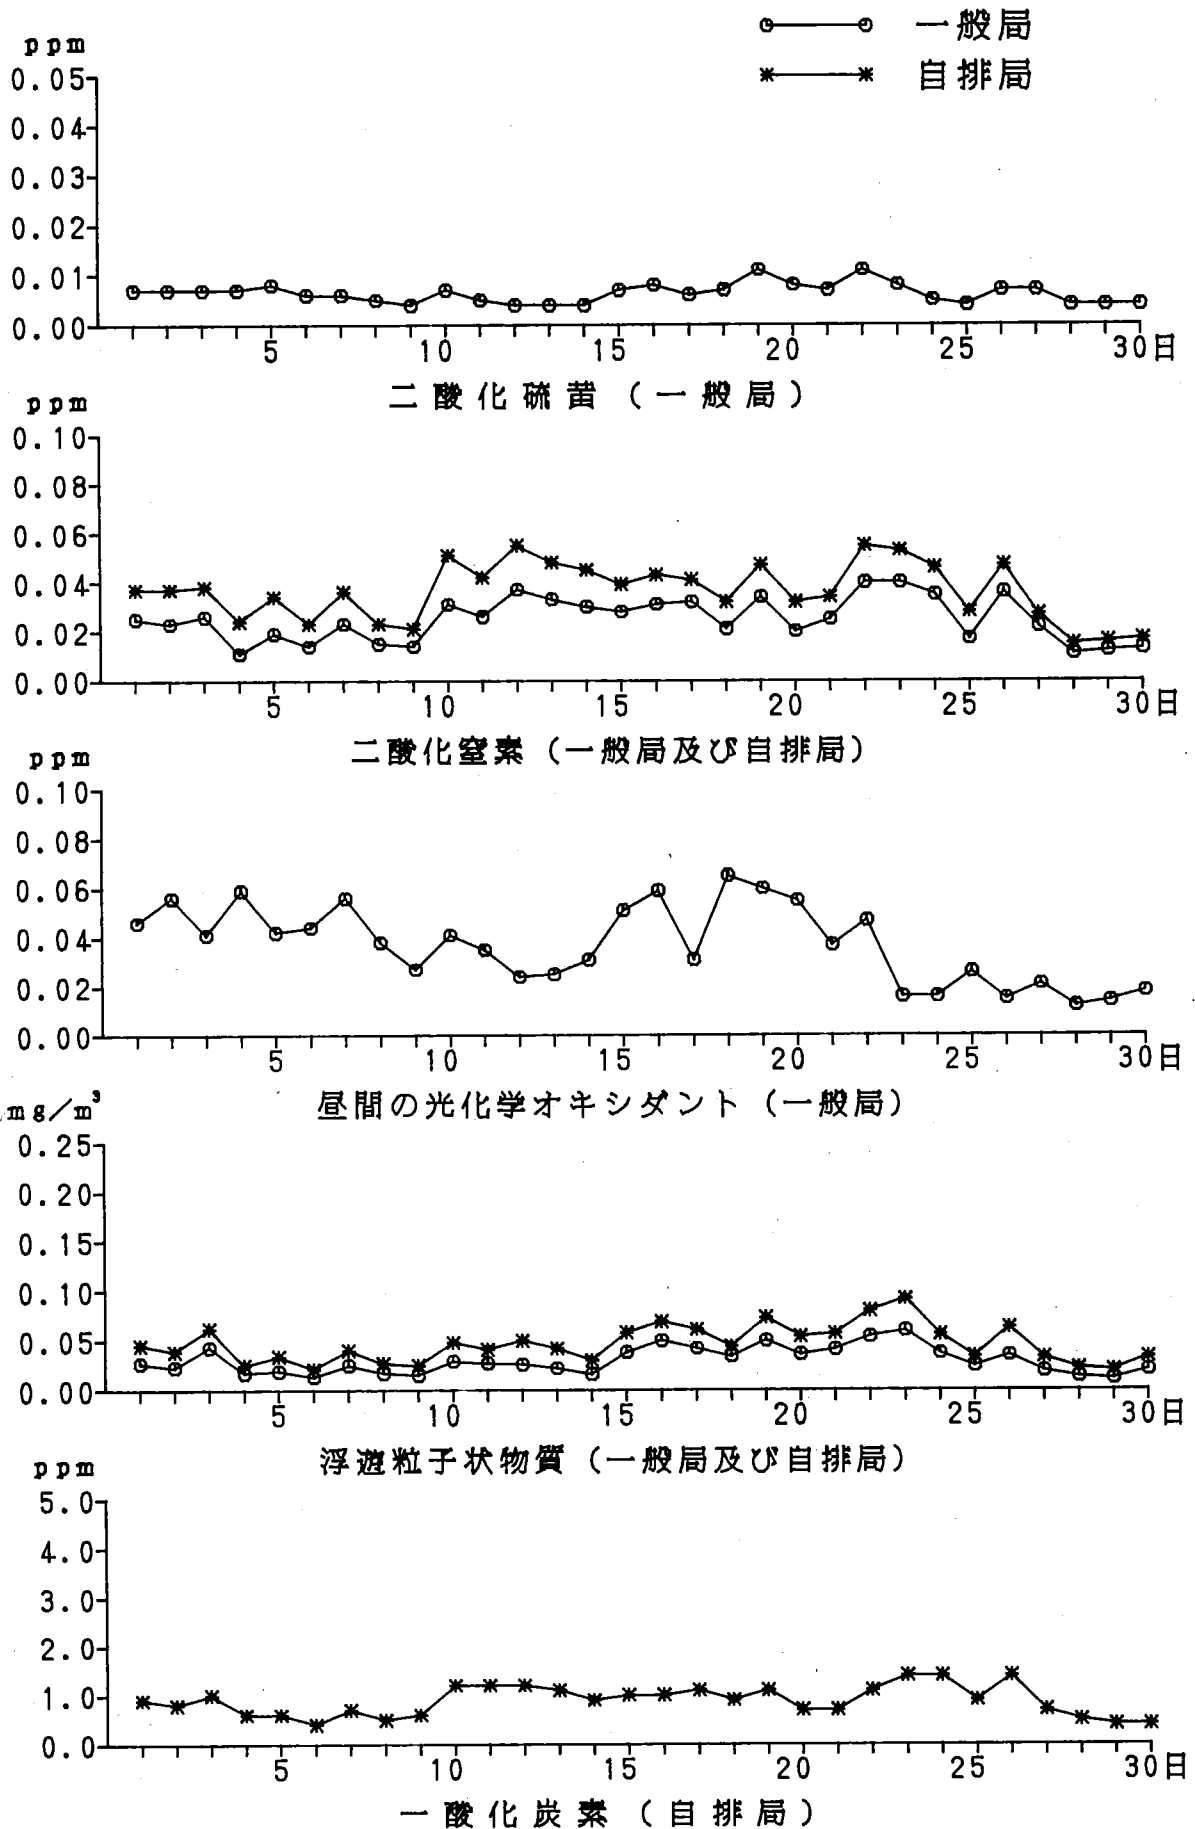 一般局
自排局
ppm
0.05
0.04
0.03
0.02
0.01
0.00
5 10 15 20 25 30日
二酸化硫黄（一般局）
ppm
0.10
0.08
0.06
0.04
0.02
0.00
5 10 15 20 25 30日
二酸化窒素（一般局及び自排局）
ppm
0.10
0.08
0.06
0.04
0.02
0.00
5 10 15 20 25 30日
昼間の光化学オキシダント（一般局）
mg/m³
0.25
0.20
0.15
0.10
0.05
0.00
5 10 15 20 25 30日
浮遊粒子状物質（一般局及び自排局）
ppm
5.0
4.0
3.0
2.0
1.0
0.0
5 10 15 20 25 30日
一酸化炭素（自排局）